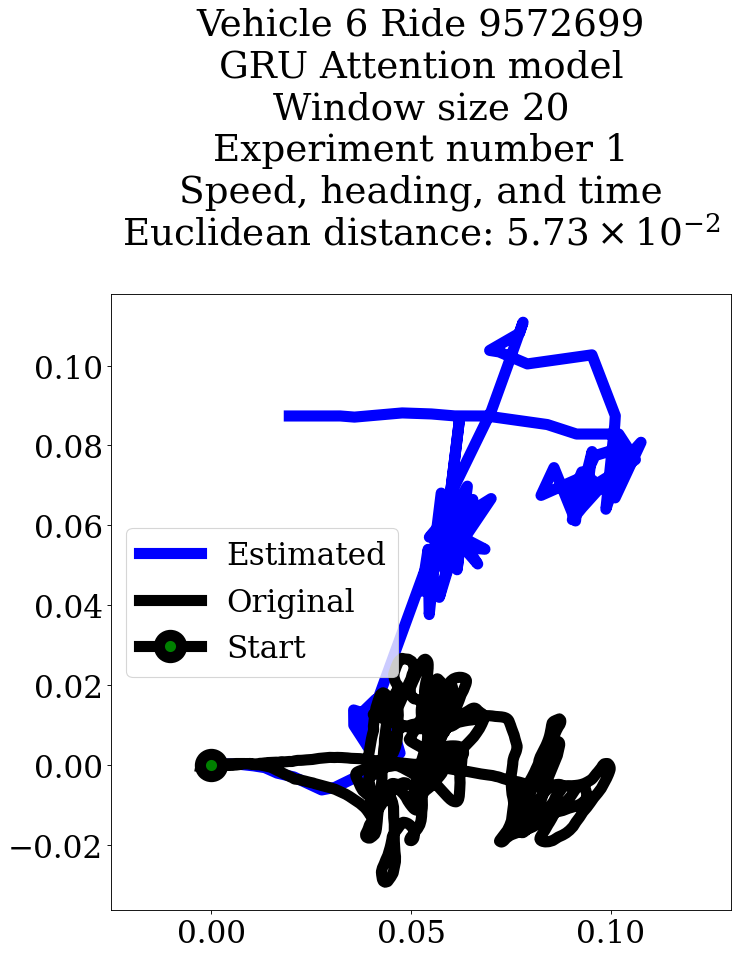 Vehicle 6 Ride 9572699
GRU Attention model
Window size 20
Experiment number 1
Speed, heading, and time
Euclidean distance: 5.73 × 10⁻²
0.10
0.08
0.06
0.04
0.02
0.00
−0.02
Estimated
Original
Start
0.00 0.05 0.10